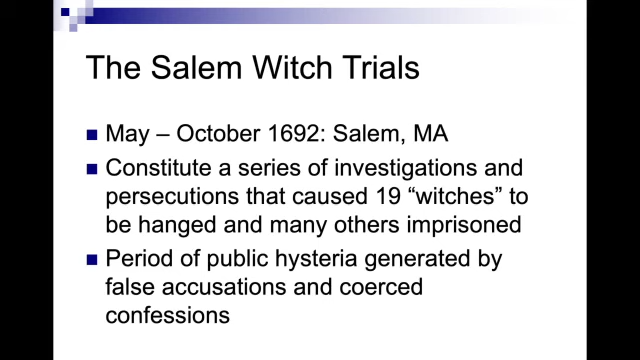 The Salem Witch Trials
May – October 1692: Salem, MA
Constitute a series of investigations and
persecutions that caused 19 “witches” to
be hanged and many others imprisoned
Period of public hysteria generated by
false accusations and coerced
confessions